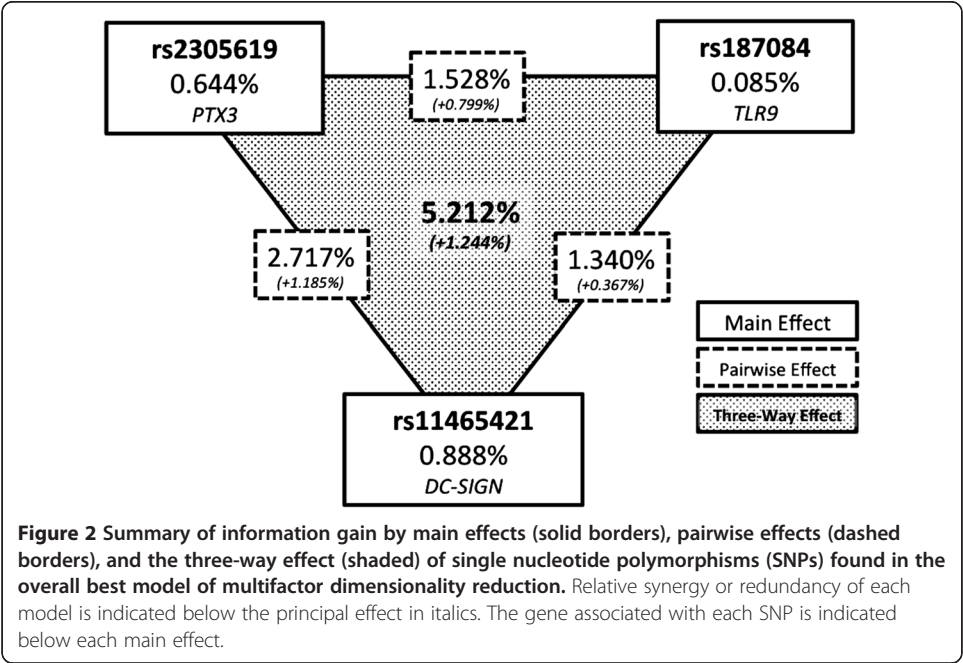 rs2305619
0.644%
PTX3
1.528%
(+0.799%)
rs187084
0.085%
TLR9
5.212%
(+1.244%)
2.717%
(+1.185%)
1.340%
(+0.367%)
rs11465421
0.888%
DC-SIGN
Main Effect
Pairwise Effect
Three-Way Effect
Figure 2 Summary of information gain by main effects (solid borders), pairwise effects (dashed
borders), and the three-way effect (shaded) of single nucleotide polymorphisms (SNPs) found in the
overall best model of multifactor dimensionality reduction. Relative synergy or redundancy of each
model is indicated below the principal effect in italics. The gene associated with each SNP is indicated
below each main effect.